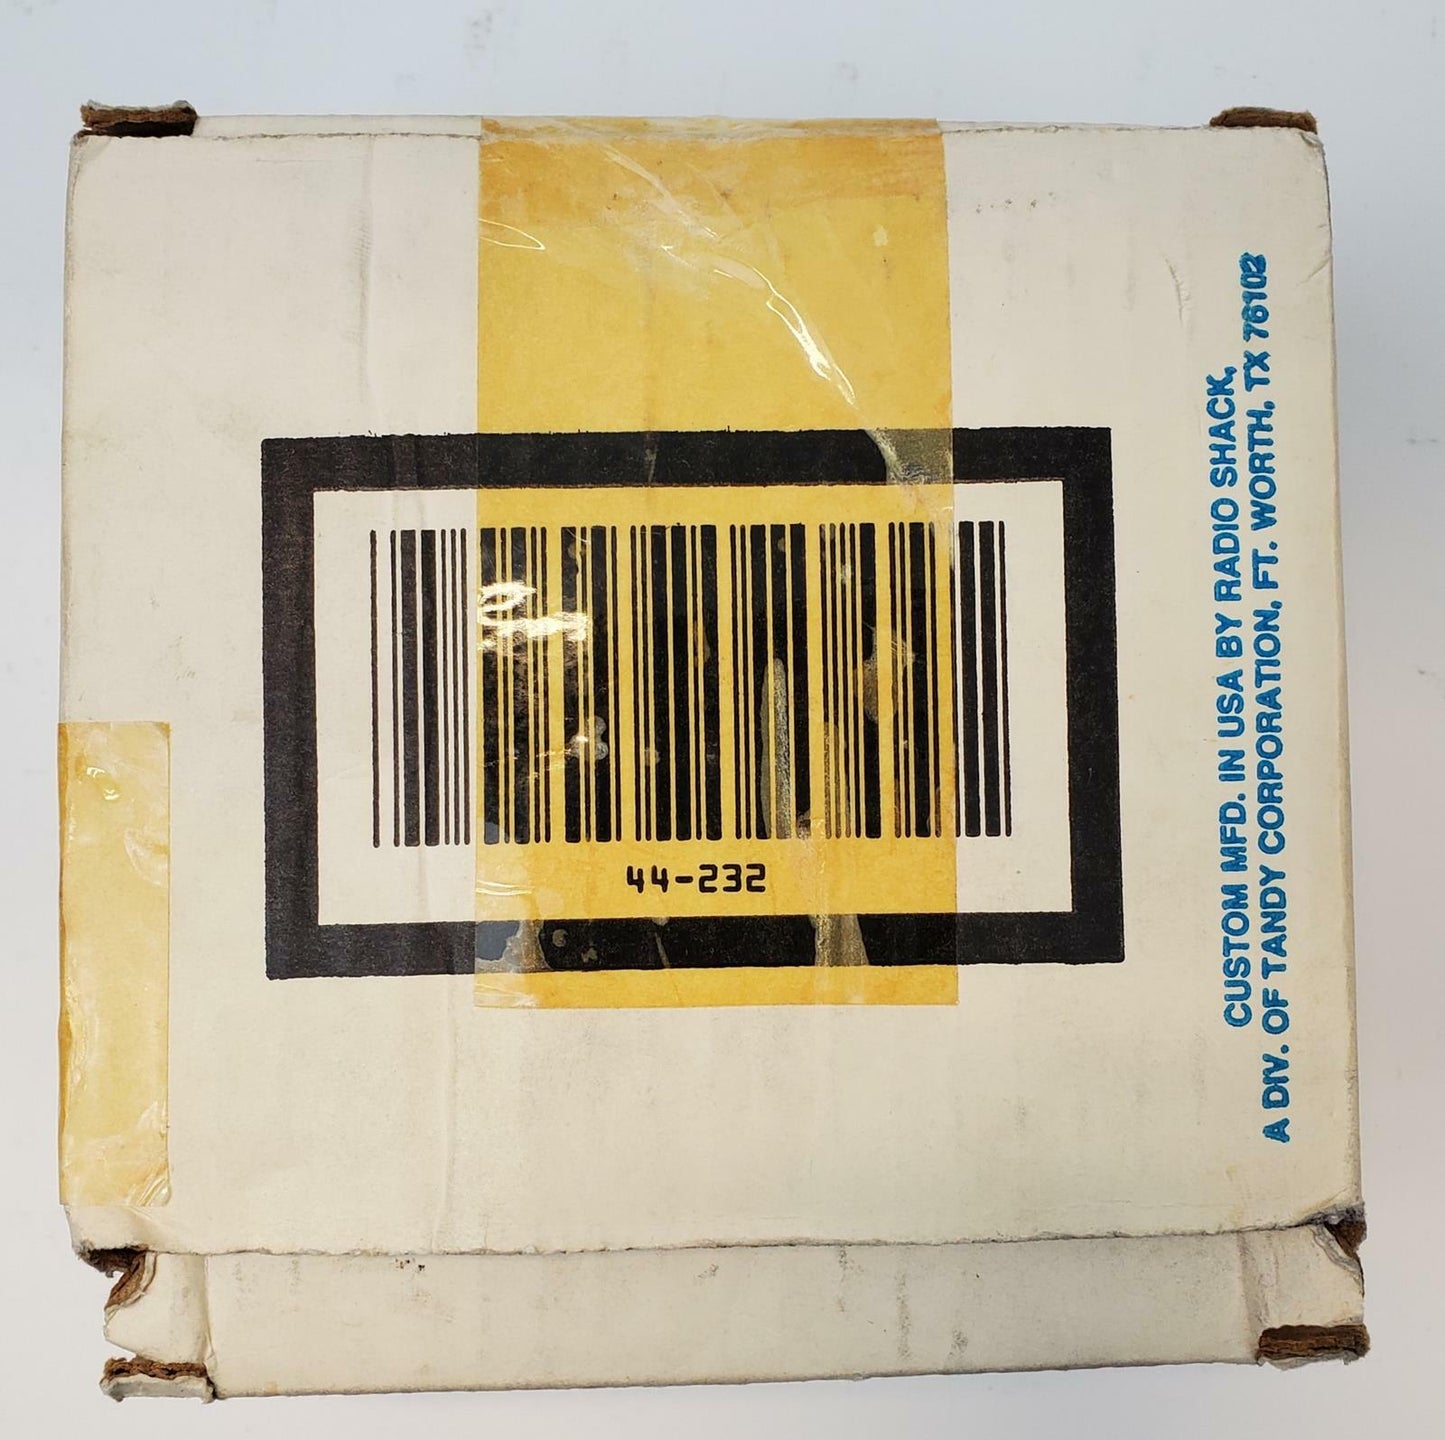 44-232
CUSTOM MFD. IN USA BY RADIO SHACK,
A DIV. OF TANDY CORPORATION, FT. WORTH, TX 76102